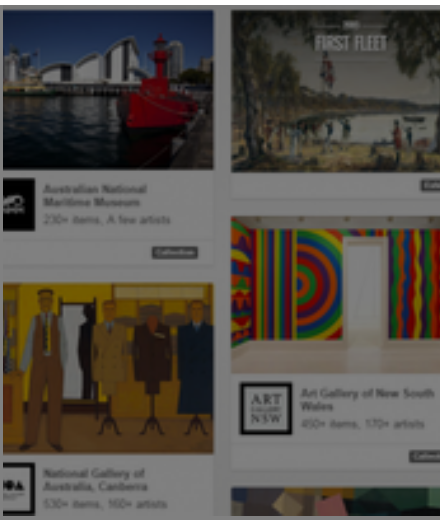 Australian National
Maritime Museum
230+ items, A few artists
Collection
National Gallery of
Australia, Canberra
530+ items, 160+ artists
FIRST FLEET
ART
GALLERY
NSW
Art Gallery of New South
Wales
450+ items, 170+ artists